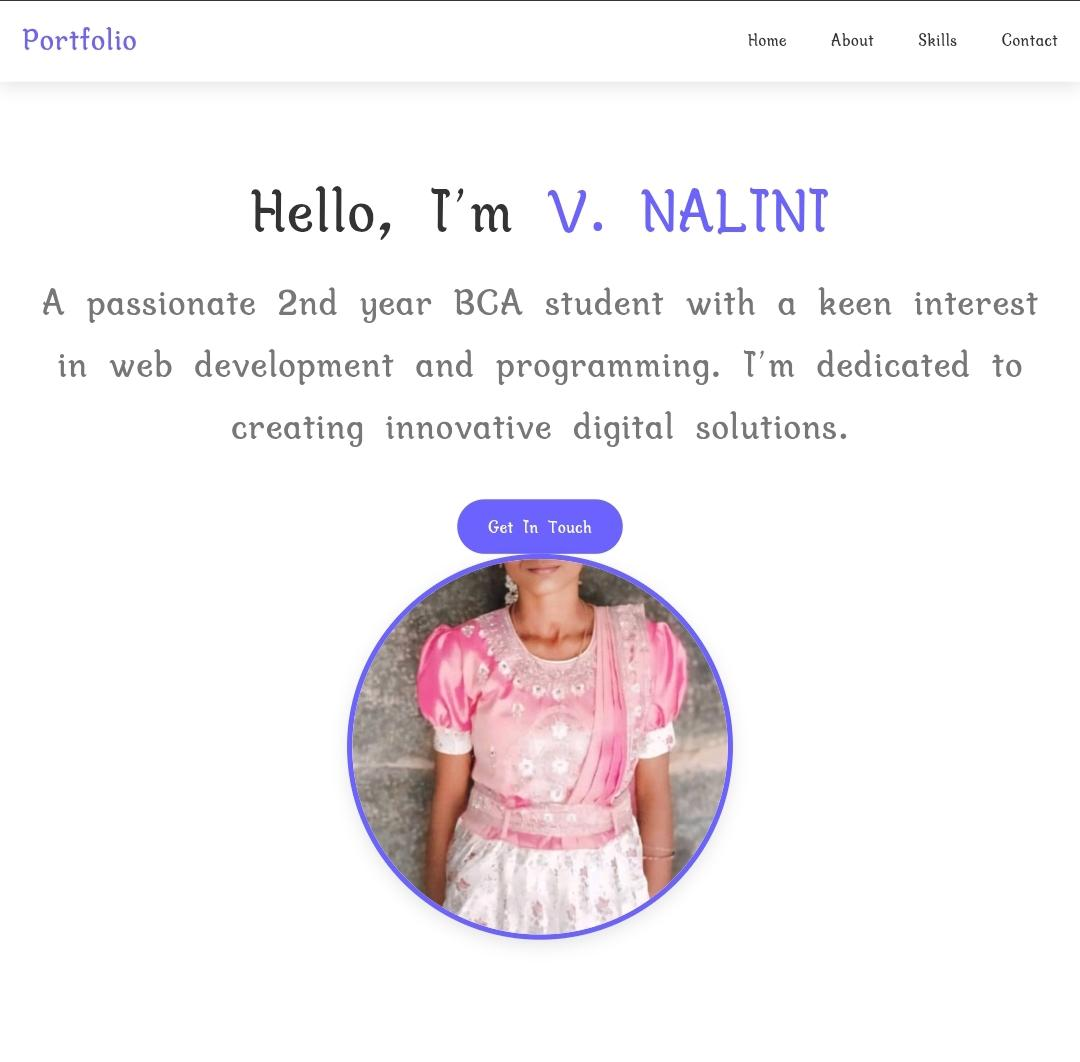 Portfolio
Home About Skills Contact
Hello, I'm V. NALINI
A passionate 2nd year BCA student with a keen interest
in web development and programming. I'm dedicated to
creating innovative digital solutions.
Get In Touch